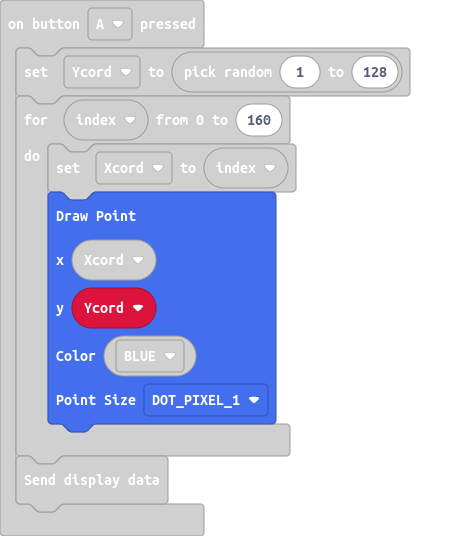 on button A pressed
set Ycord to pick random 1 to 128
for index from 0 to 160
do
set Xcord to index
Draw Point
x Xcord
y Ycord
Color BLUE
Point Size DOT_PIXEL_1
Send display data